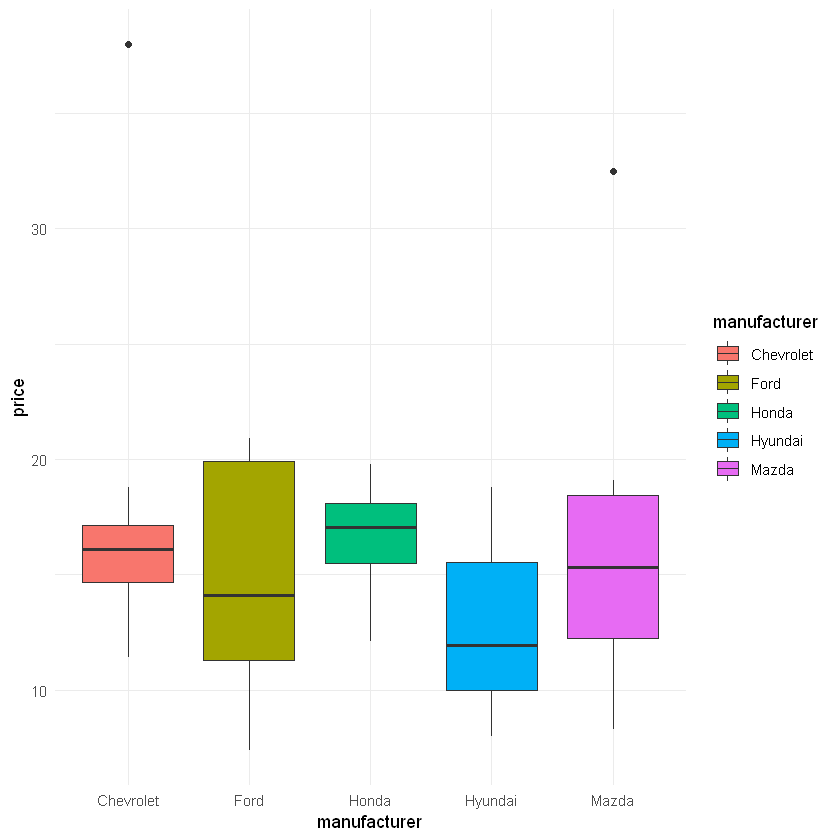 30
20
10
price
Chevrolet
Ford
Honda
Hyundai
Mazda
manufacturer
manufacturer
Chevrolet
Ford
Honda
Hyundai
Mazda